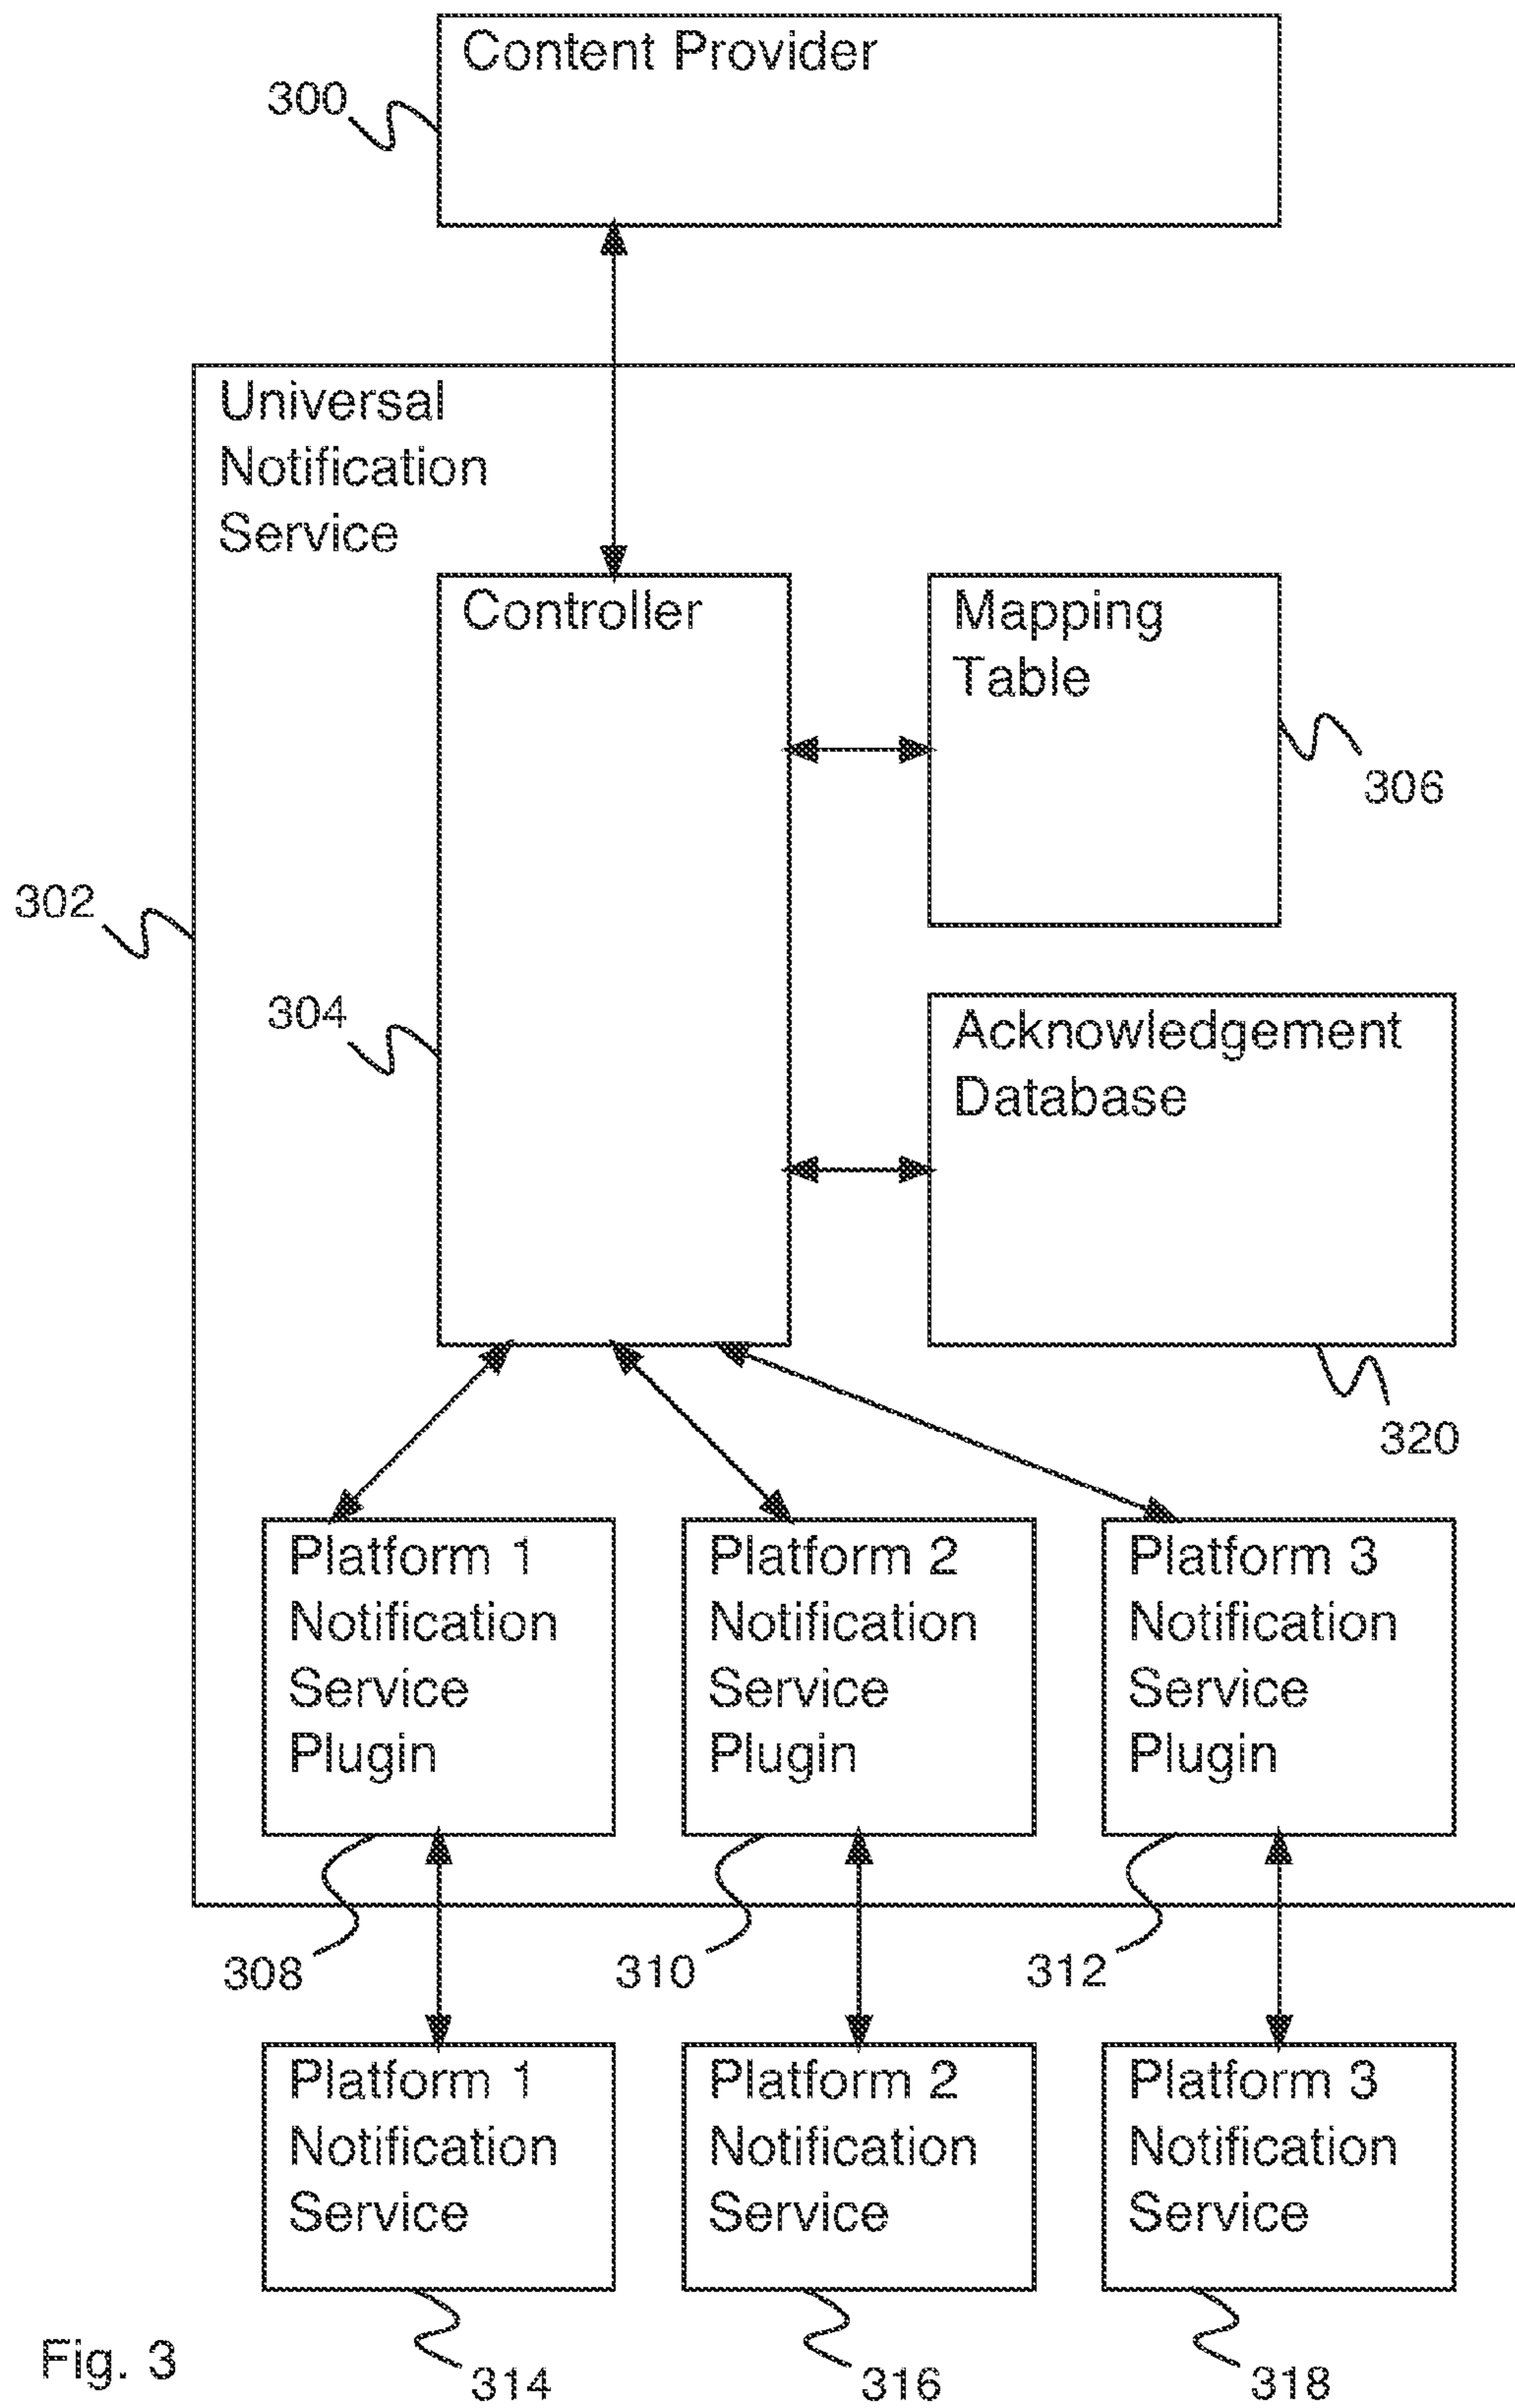 Content Provider
300
Universal
Notification
Service
Controller
Mapping
Table
306
302
304
Acknowledgement
Database
320
Platform 1
Notification
Service
Plugin
Platform 2
Notification
Service
Plugin
Platform 3
Notification
Service
Plugin
308
310
312
Platform 1
Notification
Service
Platform 2
Notification
Service
Platform 3
Notification
Service
Fig. 3
314
316
318